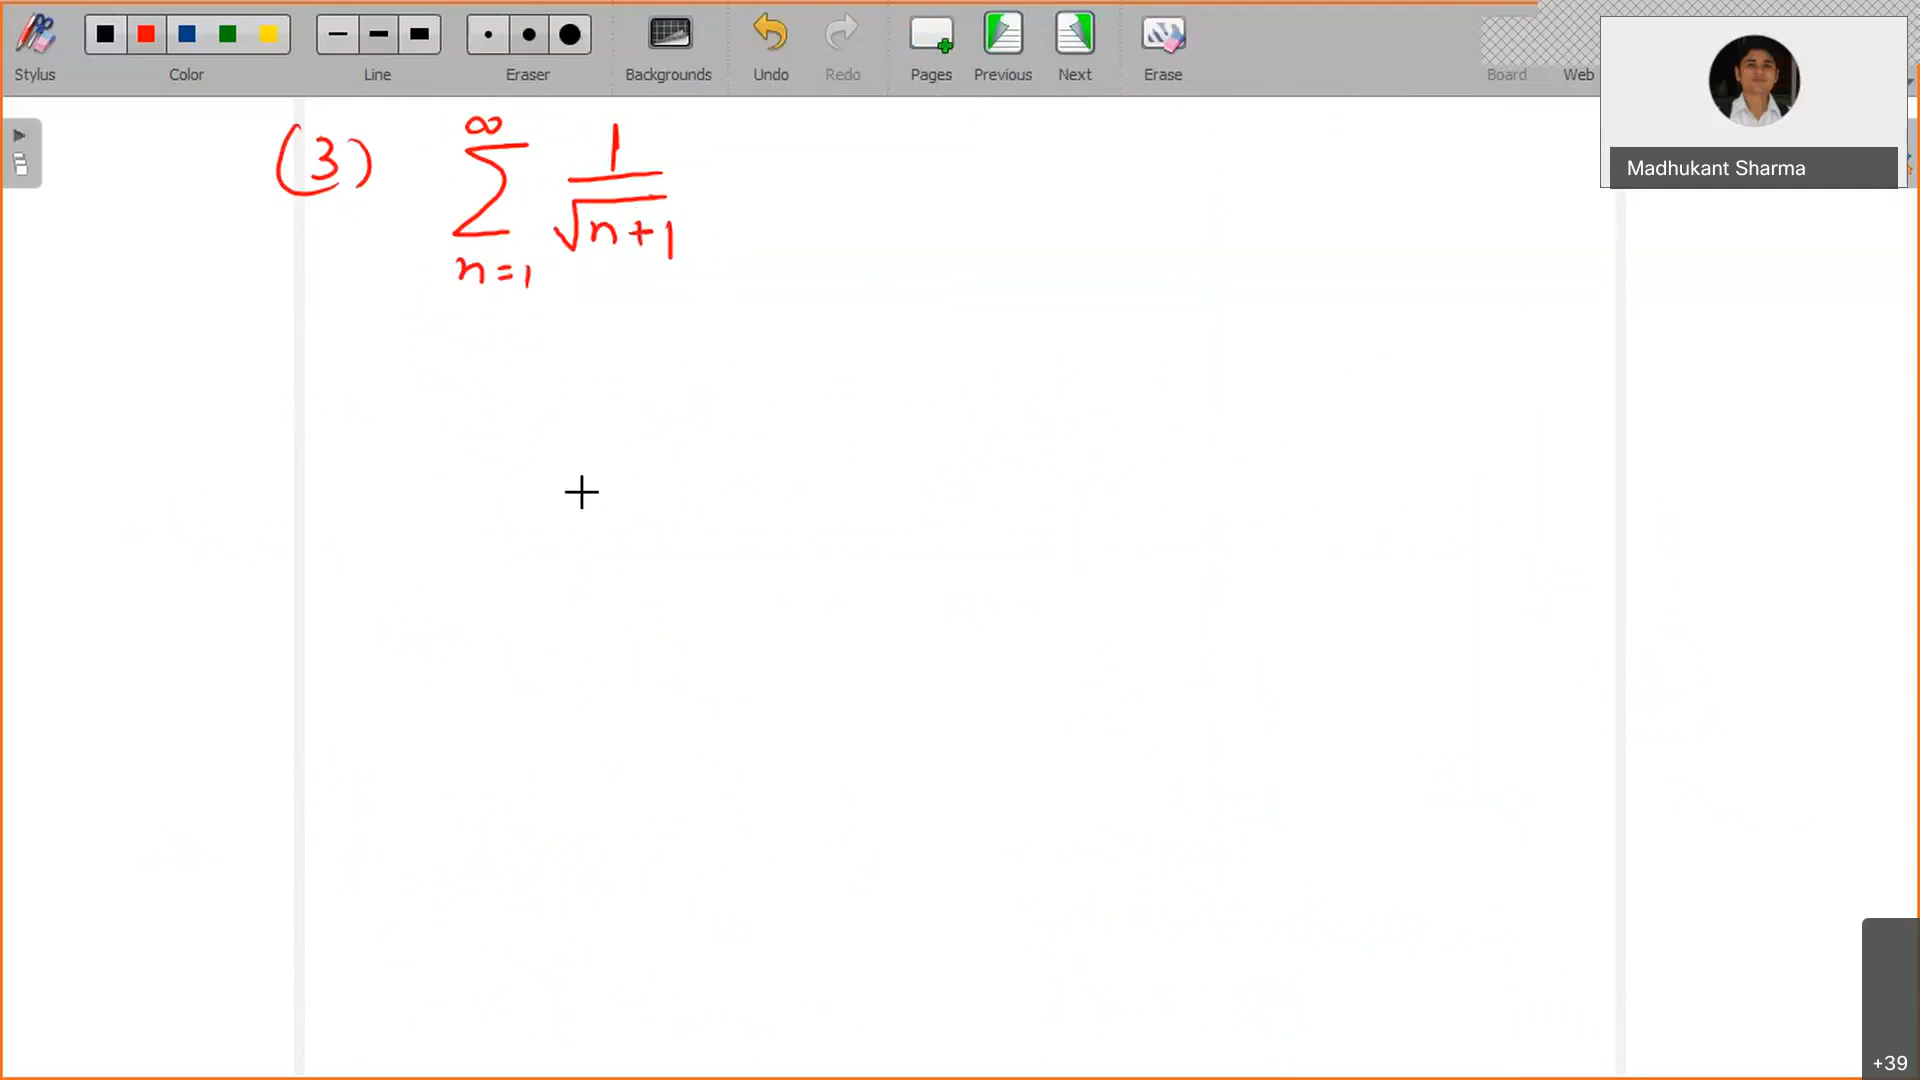 Stylus Color Line Eraser Backgrounds Undo Redo Pages Previous Next Erase Board Web
Madhukant Sharma
(3) ∑_{n=1}^{∞} 1/√(n+1)
+39